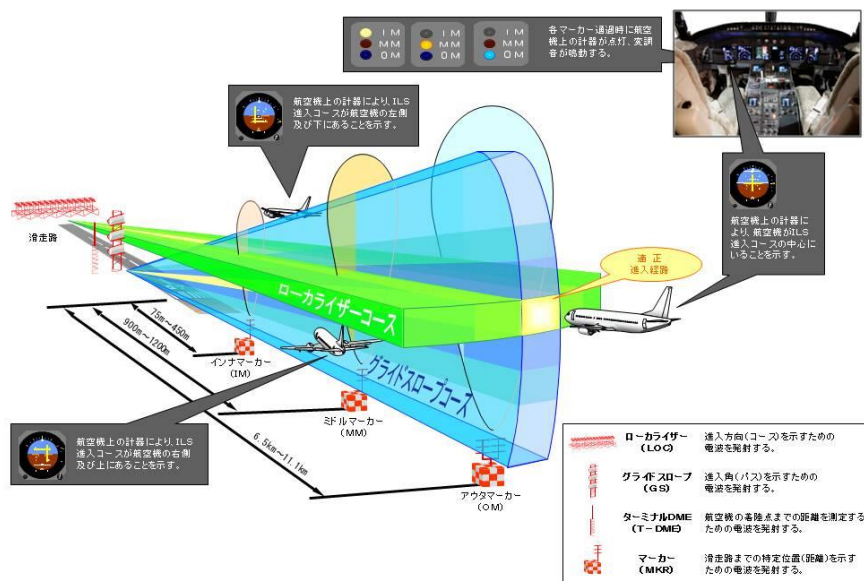 IM
MM
OM
IM
MM
OM
IM
MM
OM
各マーカー通過時に航空
機上の計器が点灯、変調
音が鳴動する。
航空機上の計器により、ILS
進入コースが航空機の左側
及び下にあることを示す。
航空機上の計器によ
り、航空機がILS
進入コースの中心に
いることを示す。
滑走路
適正
進入経路
ローカライザーコース
グライドスロープコース
75m～450m
900m～1200m
6.5km～11.1km
インナマーカー
(IM)
ミドルマーカー
(MM)
アウタマーカー
(OM)
航空機上の計器により、ILS
進入コースが航空機の右側
及び上にあることを示す。
ローカライザー
(LOC)
進入方向(コース)を示すための
電波を発射する。
グライドスロープ
(GS)
進入角(パス)を示すための
電波を発射する。
ターミナルDME
(T-DME)
航空機の着陸点までの距離を測定する
ための電波を発射する。
マーカー
(MKR)
滑走路までの特定位置(距離)を示す
ための電波を発射する。